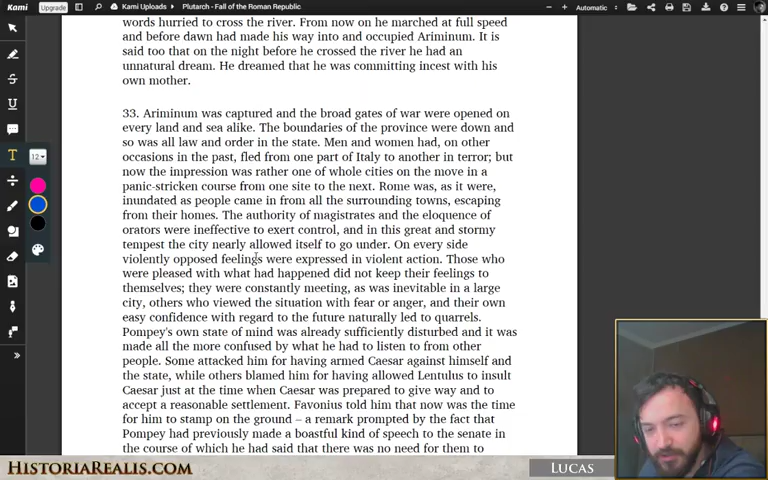 Kami
Upgrade
Kami Uploads > Plutarch - Fall of the Roman Republic
Automatic
words hurried to cross the river. From now on he marched at full speed
and before dawn had made his way into and occupied Ariminum. It is
said too that on the night before he crossed the river he had an
unnatural dream. He dreamed that he was committing incest with his
own mother.
33. Ariminum was captured and the broad gates of war were opened on
every land and sea alike. The boundaries of the province were down and
so was all law and order in the state. Men and women had, on other
occasions in the past, fled from one part of Italy to another in terror; but
now the impression was rather one of whole cities on the move in a
panic-stricken course from one site to the next. Rome was, as it were,
inundated as people came in from all the surrounding towns, escaping
from their homes. The authority of magistrates and the eloquence of
orators were ineffective to exert control, and in this great and stormy
tempest the city nearly allowed itself to go under. On every side
violently opposed feelings were expressed in violent action. Those who
were pleased with what had happened did not keep their feelings to
themselves; they were constantly meeting, as was inevitable in a large
city, others who viewed the situation with fear or anger, and their own
easy confidence with regard to the future naturally led to quarrels.
Pompey's own state of mind was already sufficiently disturbed and it was
made all the more confused by what he had to listen to from other
people. Some attacked him for having armed Caesar against himself and
the state, while others blamed him for having allowed Lentulus to insult
Caesar just at the time when Caesar was prepared to give way and to
accept a reasonable settlement. Favonius told him that now was the time
for him to stamp on the ground – a remark prompted by the fact that
Pompey had previously made a boastful kind of speech to the senate in
the course of which he had said that there was no need for them to
12
HISTORIAREALIS.COM
LUCAS